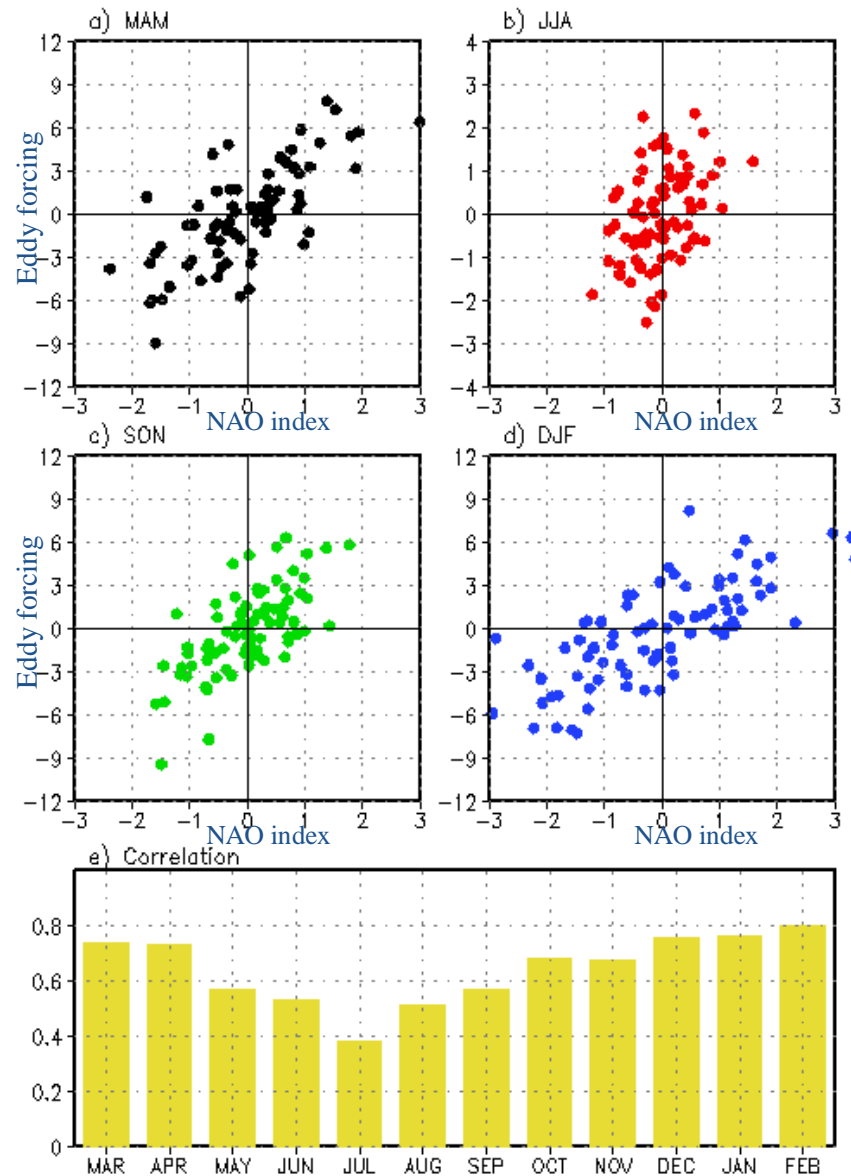 a) MAM
b) JJA
12
9
6
3
0
−3
−6
−9
−12
Eddy forcing
4
3
2
1
0
−1
−2
−3
−4
−3 −2 −1 0 1 2 3
NAO index
−3 −2 −1 0 1 2 3
NAO index
c) SON
d) DJF
12
9
6
3
0
−3
−6
−9
−12
Eddy forcing
12
9
6
3
0
−3
−6
−9
−12
−3 −2 −1 0 1 2 3
NAO index
−3 −2 −1 0 1 2 3
NAO index
e) Correlation
0.8
0.6
0.4
0.2
0
MAR APR MAY JUN JUL AUG SEP OCT NOV DEC JAN FEB